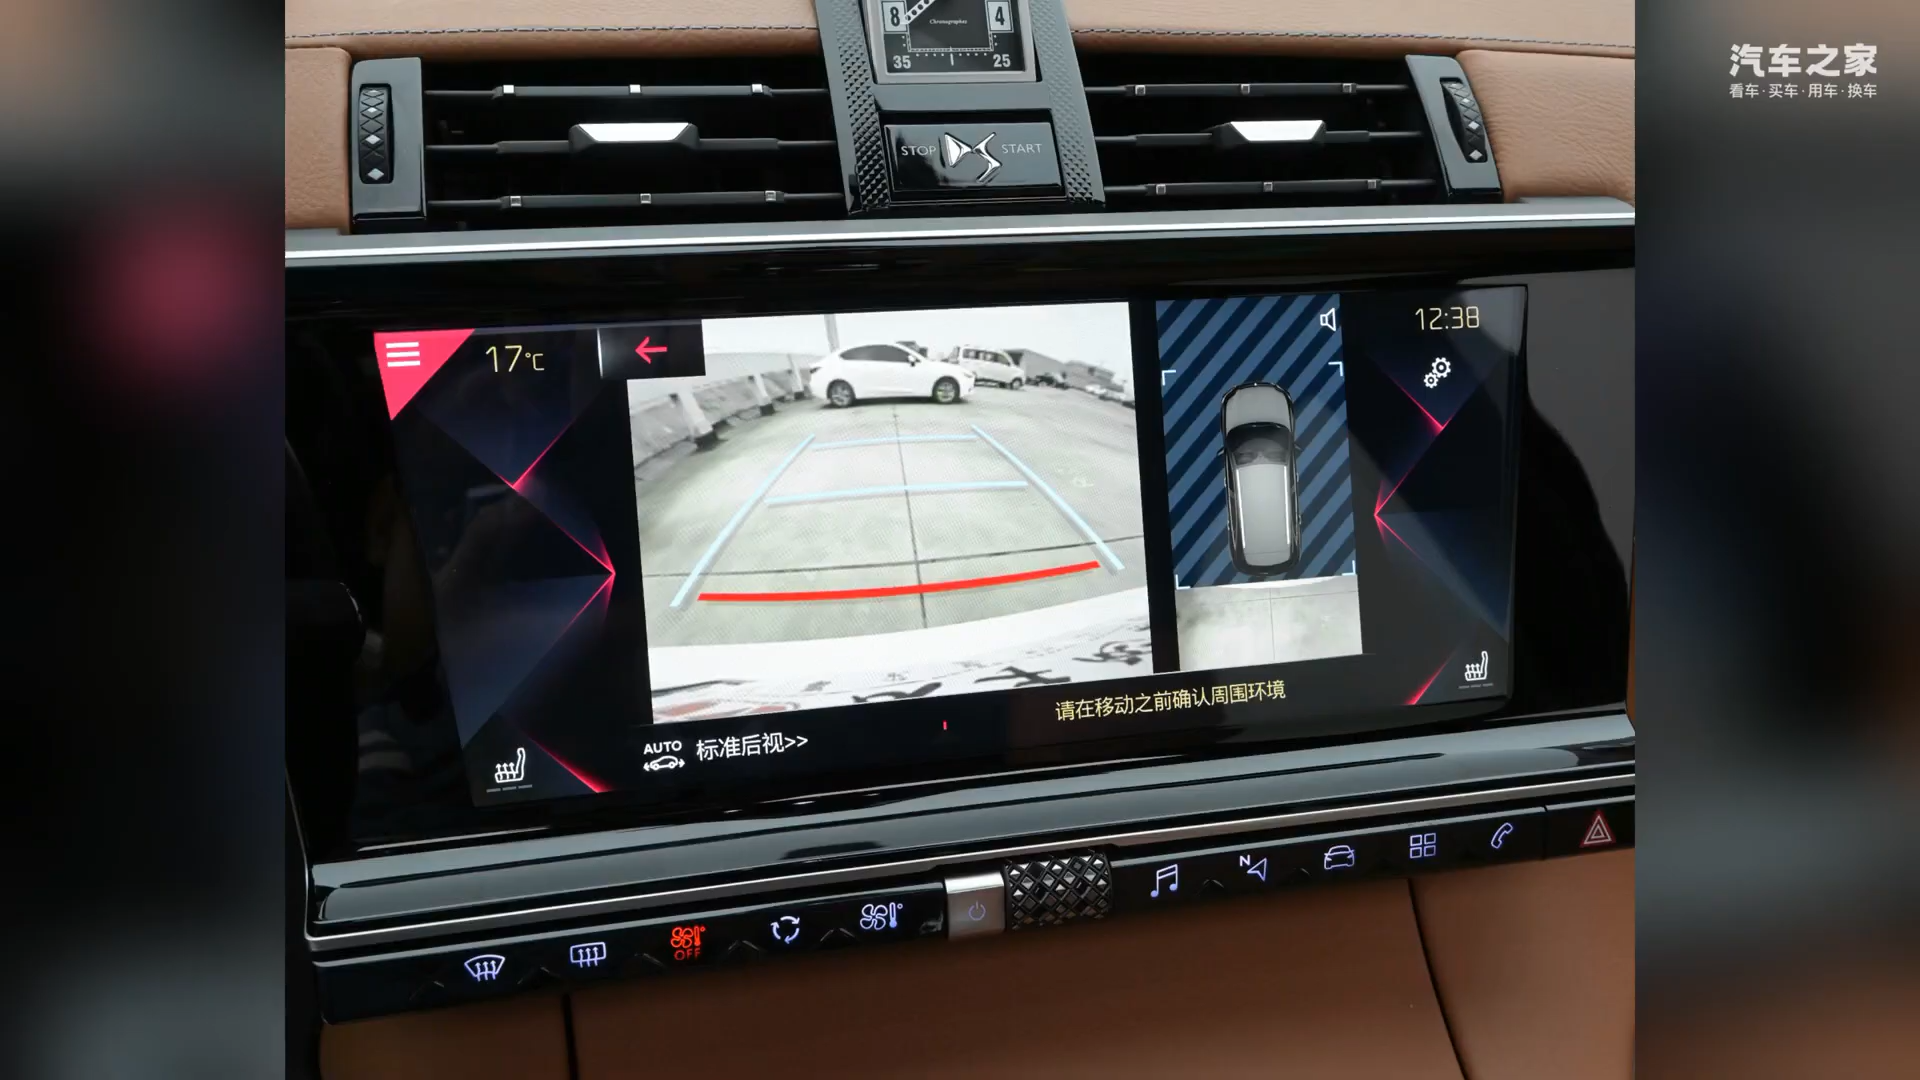 汽车之家
看车·买车·用车·换车
8
4
Chronographe
35
25
STOP
START
17℃
12:38
请在移动之前确认周围环境
AUTO
标准后视>>
N
OFF